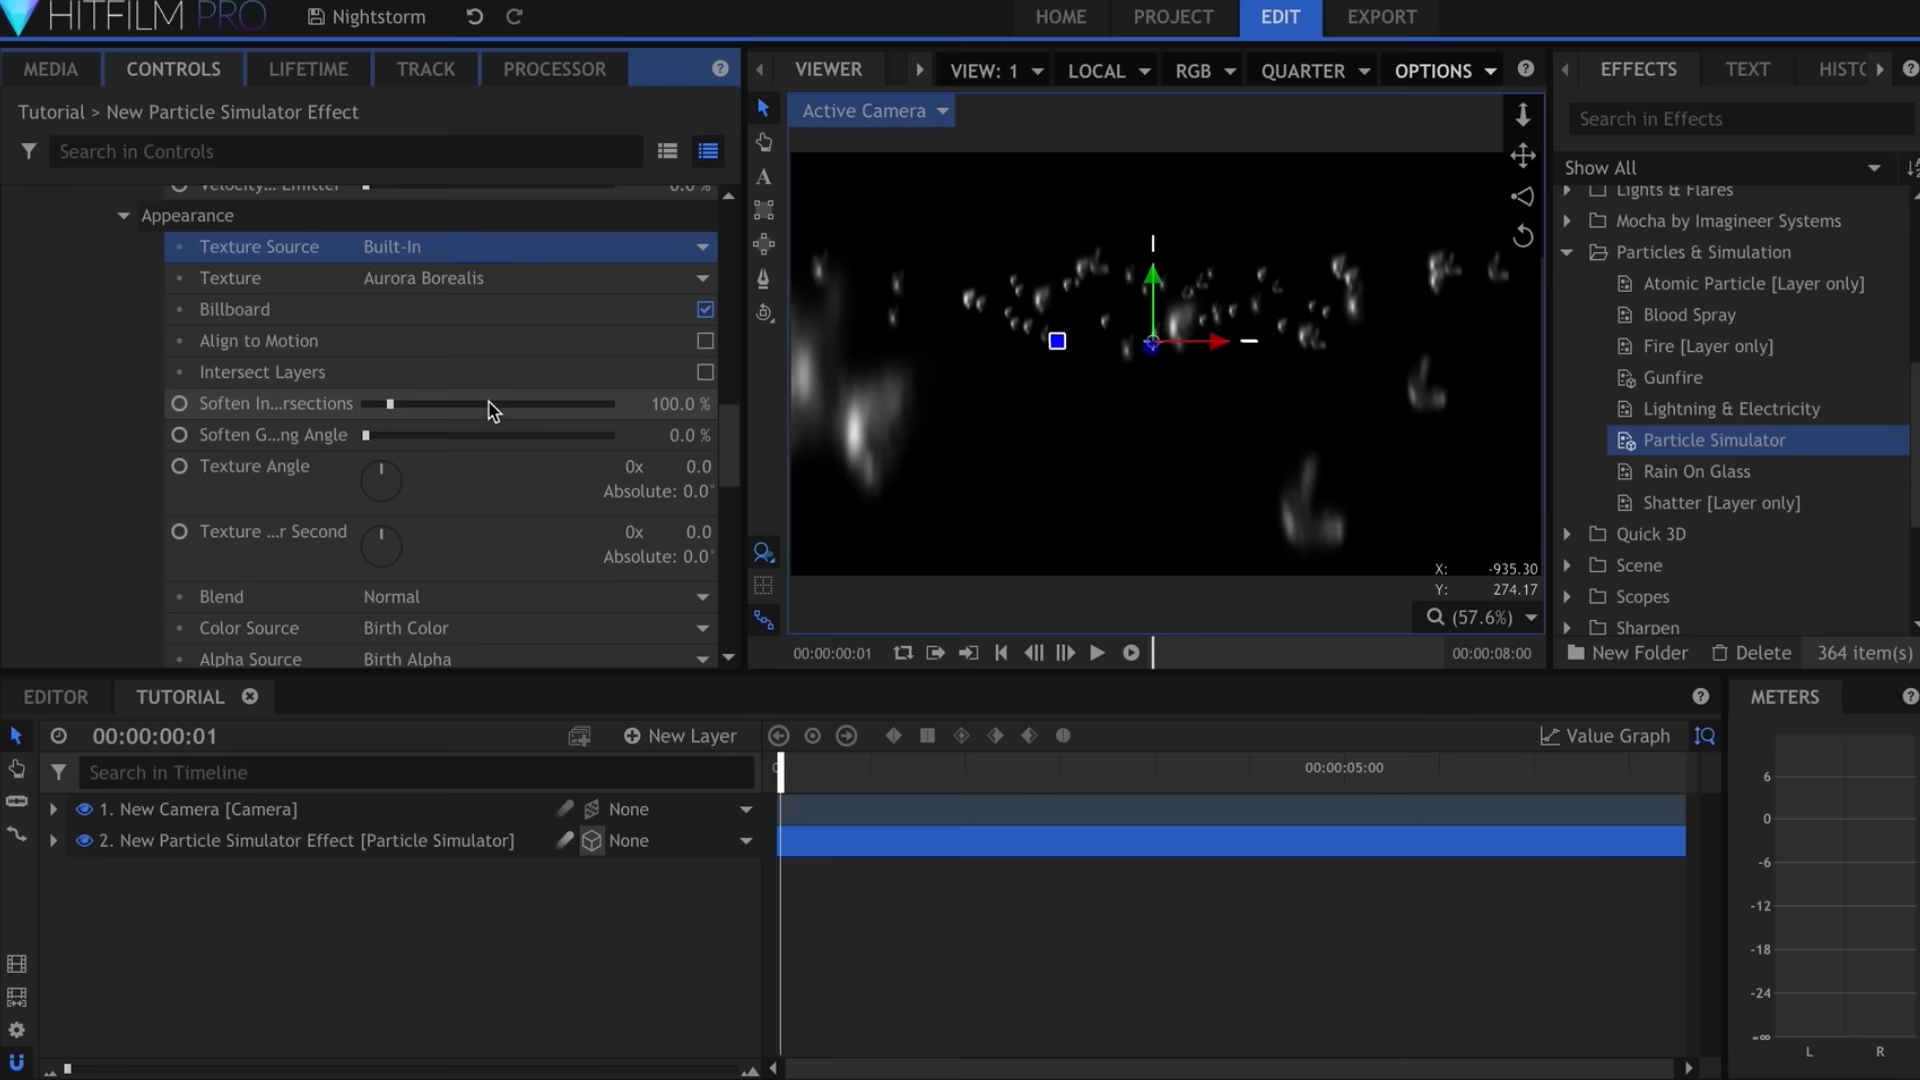 HITFILM PRO
Nightstorm
HOME
PROJECT
EDIT
EXPORT
MEDIA
CONTROLS
LIFETIME
TRACK
PROCESSOR
Tutorial > New Particle Simulator Effect
Search in Controls
Velocity... Emitter 0.0 %
Appearance
Texture Source Built-In
Texture Aurora Borealis
Billboard
Align to Motion
Intersect Layers
Soften In...rsections 100.0 %
Soften G...ng Angle 0.0 %
Texture Angle 0x 0.0
Absolute: 0.0°
Texture ...r Second 0x 0.0
Absolute: 0.0°
Blend Normal
Color Source Birth Color
Alpha Source Birth Alpha
VIEWER
VIEW: 1
LOCAL
RGB
QUARTER
OPTIONS
Active Camera
X: -935.30
Y: 274.17
(57.6%)
00:00:00:01
00:00:08:00
EFFECTS
TEXT
HISTC
Search in Effects
Show All
Lights & Flares
Mocha by Imagineer Systems
Particles & Simulation
Atomic Particle [Layer only]
Blood Spray
Fire [Layer only]
Gunfire
Lightning & Electricity
Particle Simulator
Rain On Glass
Shatter [Layer only]
Quick 3D
Scene
Scopes
Sharpen
New Folder
Delete
364 item(s)
EDITOR
TUTORIAL
00:00:00:01
New Layer
Value Graph
Search in Timeline
0
00:00:05:00
1. New Camera [Camera] None
2. New Particle Simulator Effect [Particle Simulator] None
METERS
6
0
-6
-12
-18
-24
-∞
L R